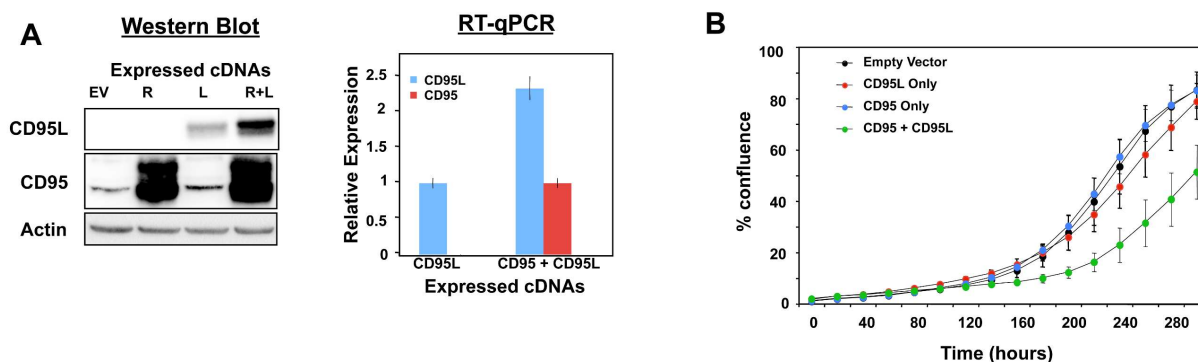 A
Western Blot
Expressed cDNAs
EV R L R+L
CD95L
CD95
Actin
RT-qPCR
CD95L
CD95
Relative Expression
2.5
2
1.5
1
0.5
0
CD95L CD95 + CD95L
Expressed cDNAs
B
Empty Vector
CD95L Only
CD95 Only
CD95 + CD95L
% confluence
100
80
60
40
20
0
0 40 80 120 160 200 240 280
Time (hours)